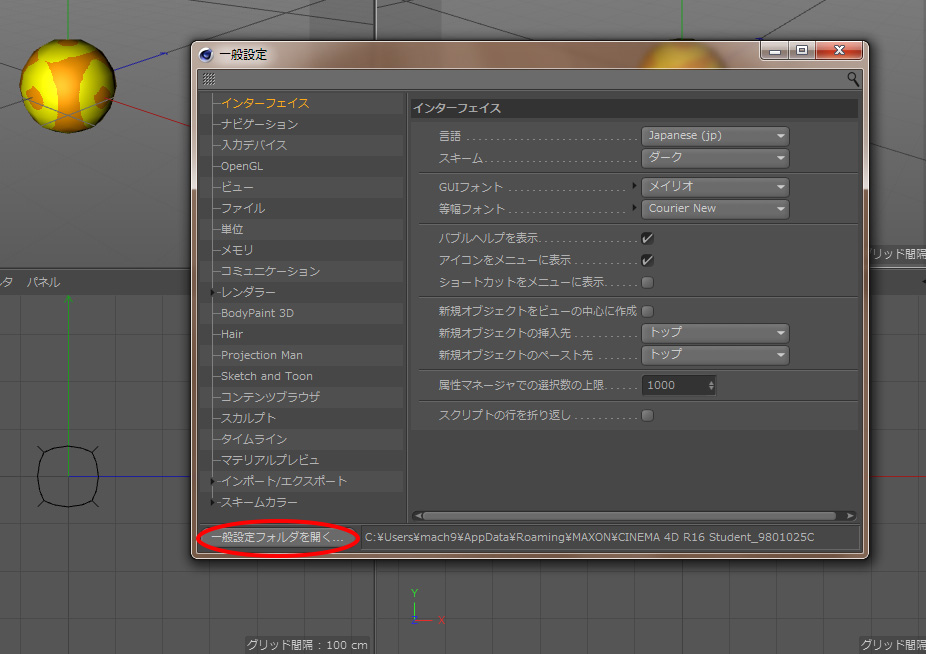 一般設定
インターフェイス
ナビゲーション
入力デバイス
OpenGL
ビュー
ファイル
単位
メモリ
コミュニケーション
レンダラー
BodyPaint 3D
Hair
Projection Man
Sketch and Toon
コンテンツブラウザ
スカルプト
タイムライン
マテリアルプレビュ
インポート/エクスポート
スキームカラー
インターフェイス
言語 Japanese (jp)
スキーム ダーク
GUIフォント メイリオ
等幅フォント Courier New
バブルヘルプを表示
アイコンをメニューに表示
ショートカットをメニューに表示
新規オブジェクトをビューの中心に作成
新規オブジェクトの挿入先 トップ
新規オブジェクトのペースト先 トップ
属性マネージャでの選択数の上限 1000
スクリプトの行を折り返し
一般設定フォルダを開く... C:¥Users¥mach9¥AppData¥Roaming¥MAXON¥CINEMA 4D R16 Student_9801025C
リッド間隔
ルタ パネル
Y
Z X
グリッド間隔 : 100 cm
グリッド間隔